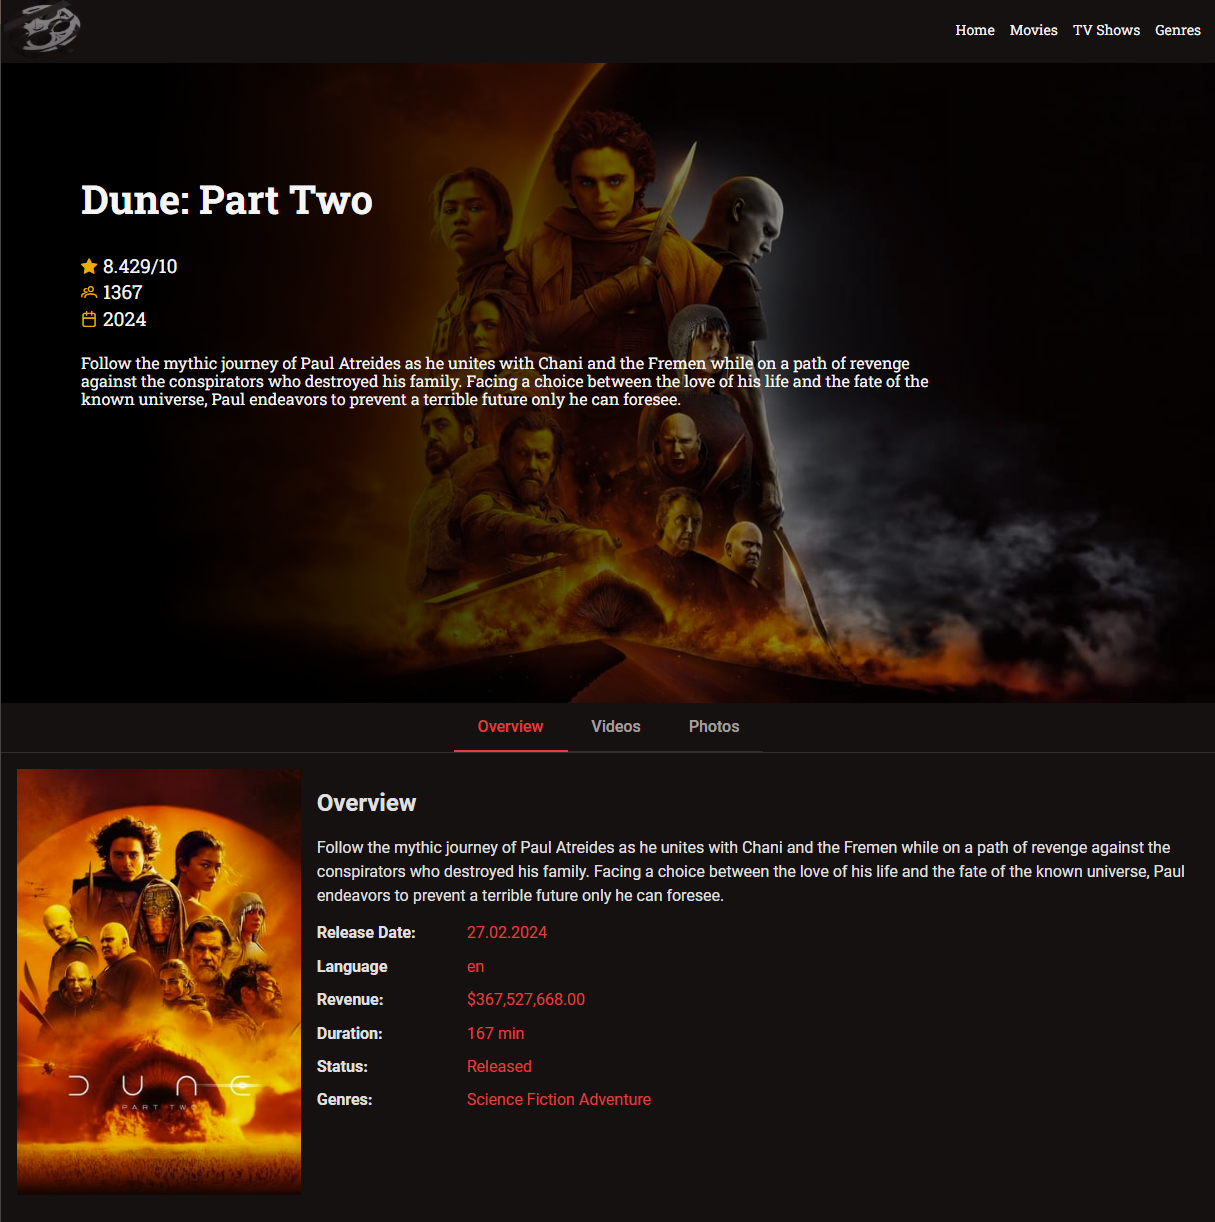 Home Movies TV Shows Genres
Dune: Part Two
8.429/10
1367
2024
Follow the mythic journey of Paul Atreides as he unites with Chani and the Fremen while on a path of revenge
against the conspirators who destroyed his family. Facing a choice between the love of his life and the fate of the
known universe, Paul endeavors to prevent a terrible future only he can foresee.
Overview Videos Photos
DUNE
PART TWO
Overview
Follow the mythic journey of Paul Atreides as he unites with Chani and the Fremen while on a path of revenge against the
conspirators who destroyed his family. Facing a choice between the love of his life and the fate of the known universe, Paul
endeavors to prevent a terrible future only he can foresee.
Release Date: 27.02.2024
Language en
Revenue: $367,527,668.00
Duration: 167 min
Status: Released
Genres: Science Fiction Adventure